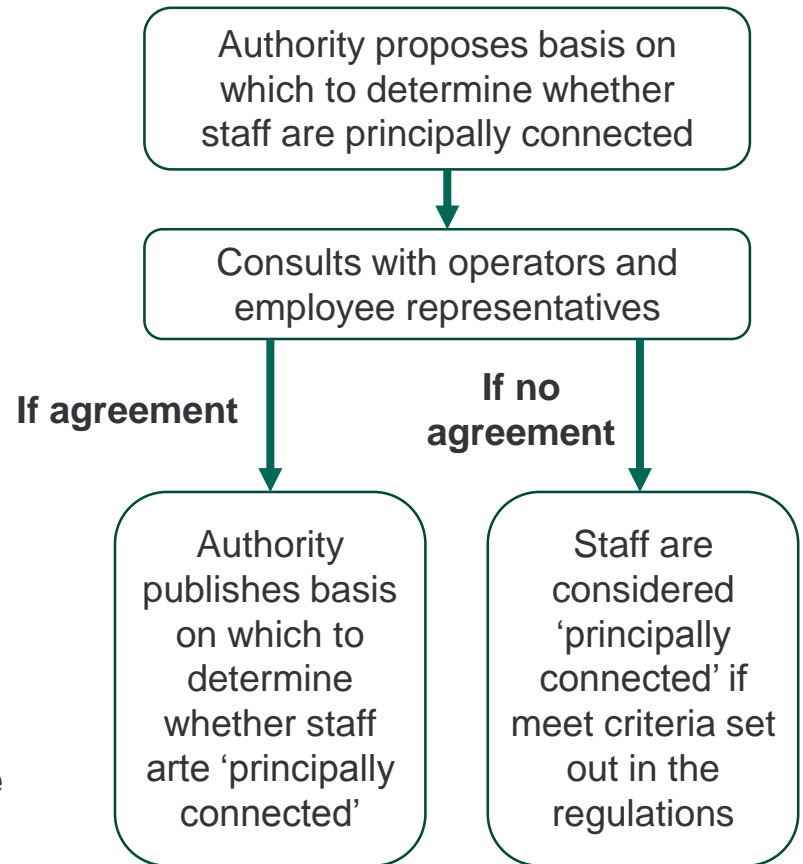 Authority proposes basis on
which to determine whether
staff are principally connected
Consults with operators and
employee representatives
If agreement
If no
agreement
Authority
publishes basis
on which to
determine
whether staff
arte ‘principally
connected’
Staff are
considered
‘principally
connected’ if
meet criteria set
out in the
regulations